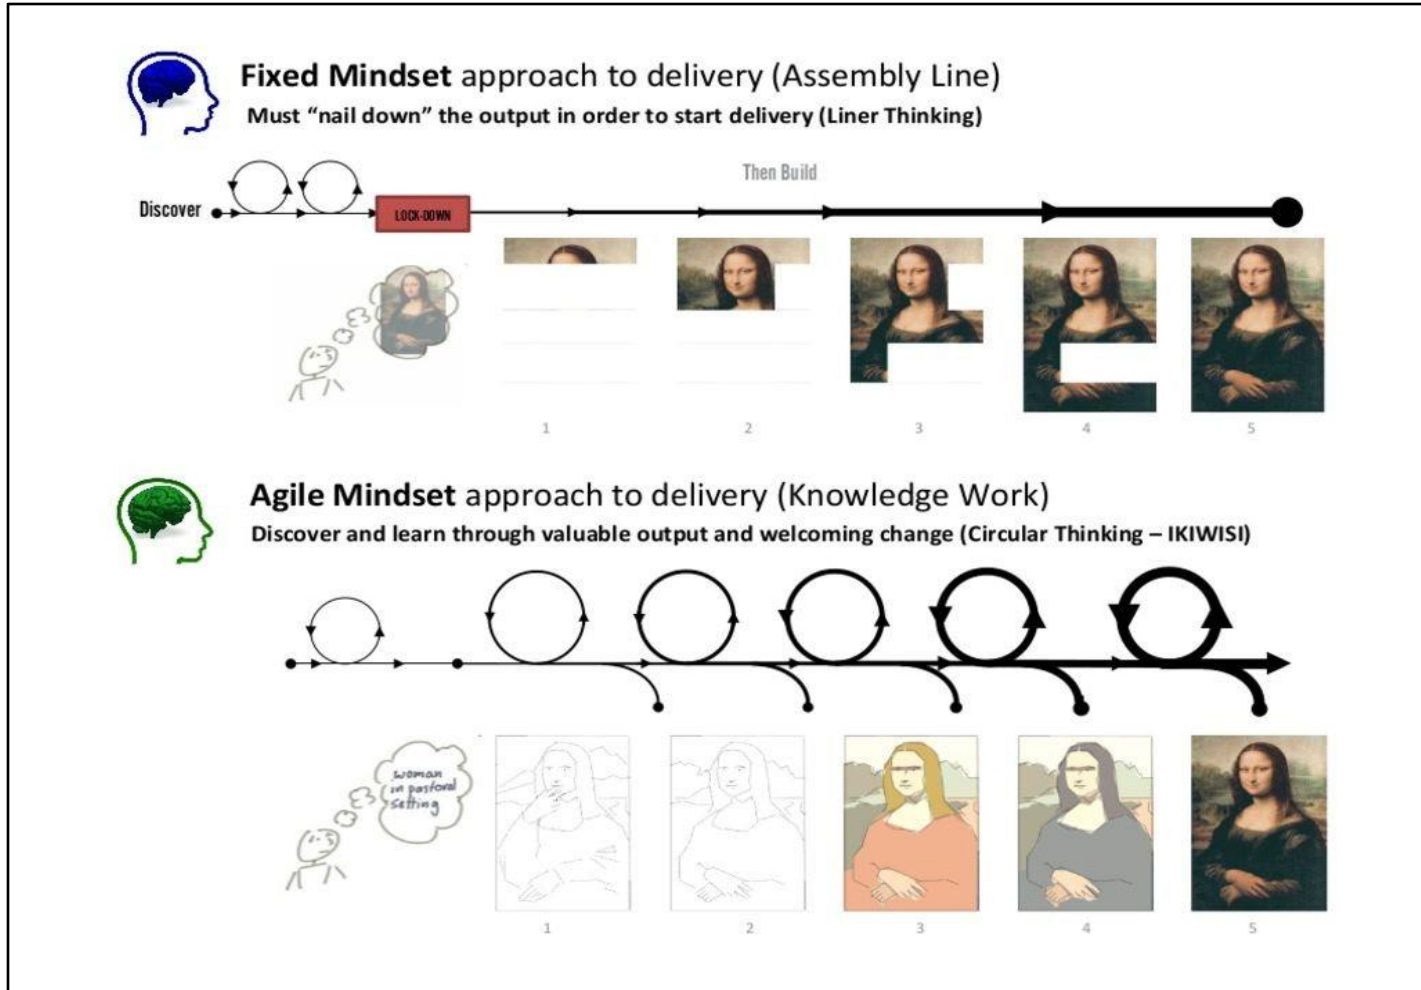 Fixed Mindset approach to delivery (Assembly Line)
Must “nail down” the output in order to start delivery (Liner Thinking)
Then Build
Discover
LOCK-DOWN
1 2 3 4 5
Agile Mindset approach to delivery (Knowledge Work)
Discover and learn through valuable output and welcoming change (Circular Thinking – IKIWISI)
woman
in pastoral
setting
1 2 3 4 5